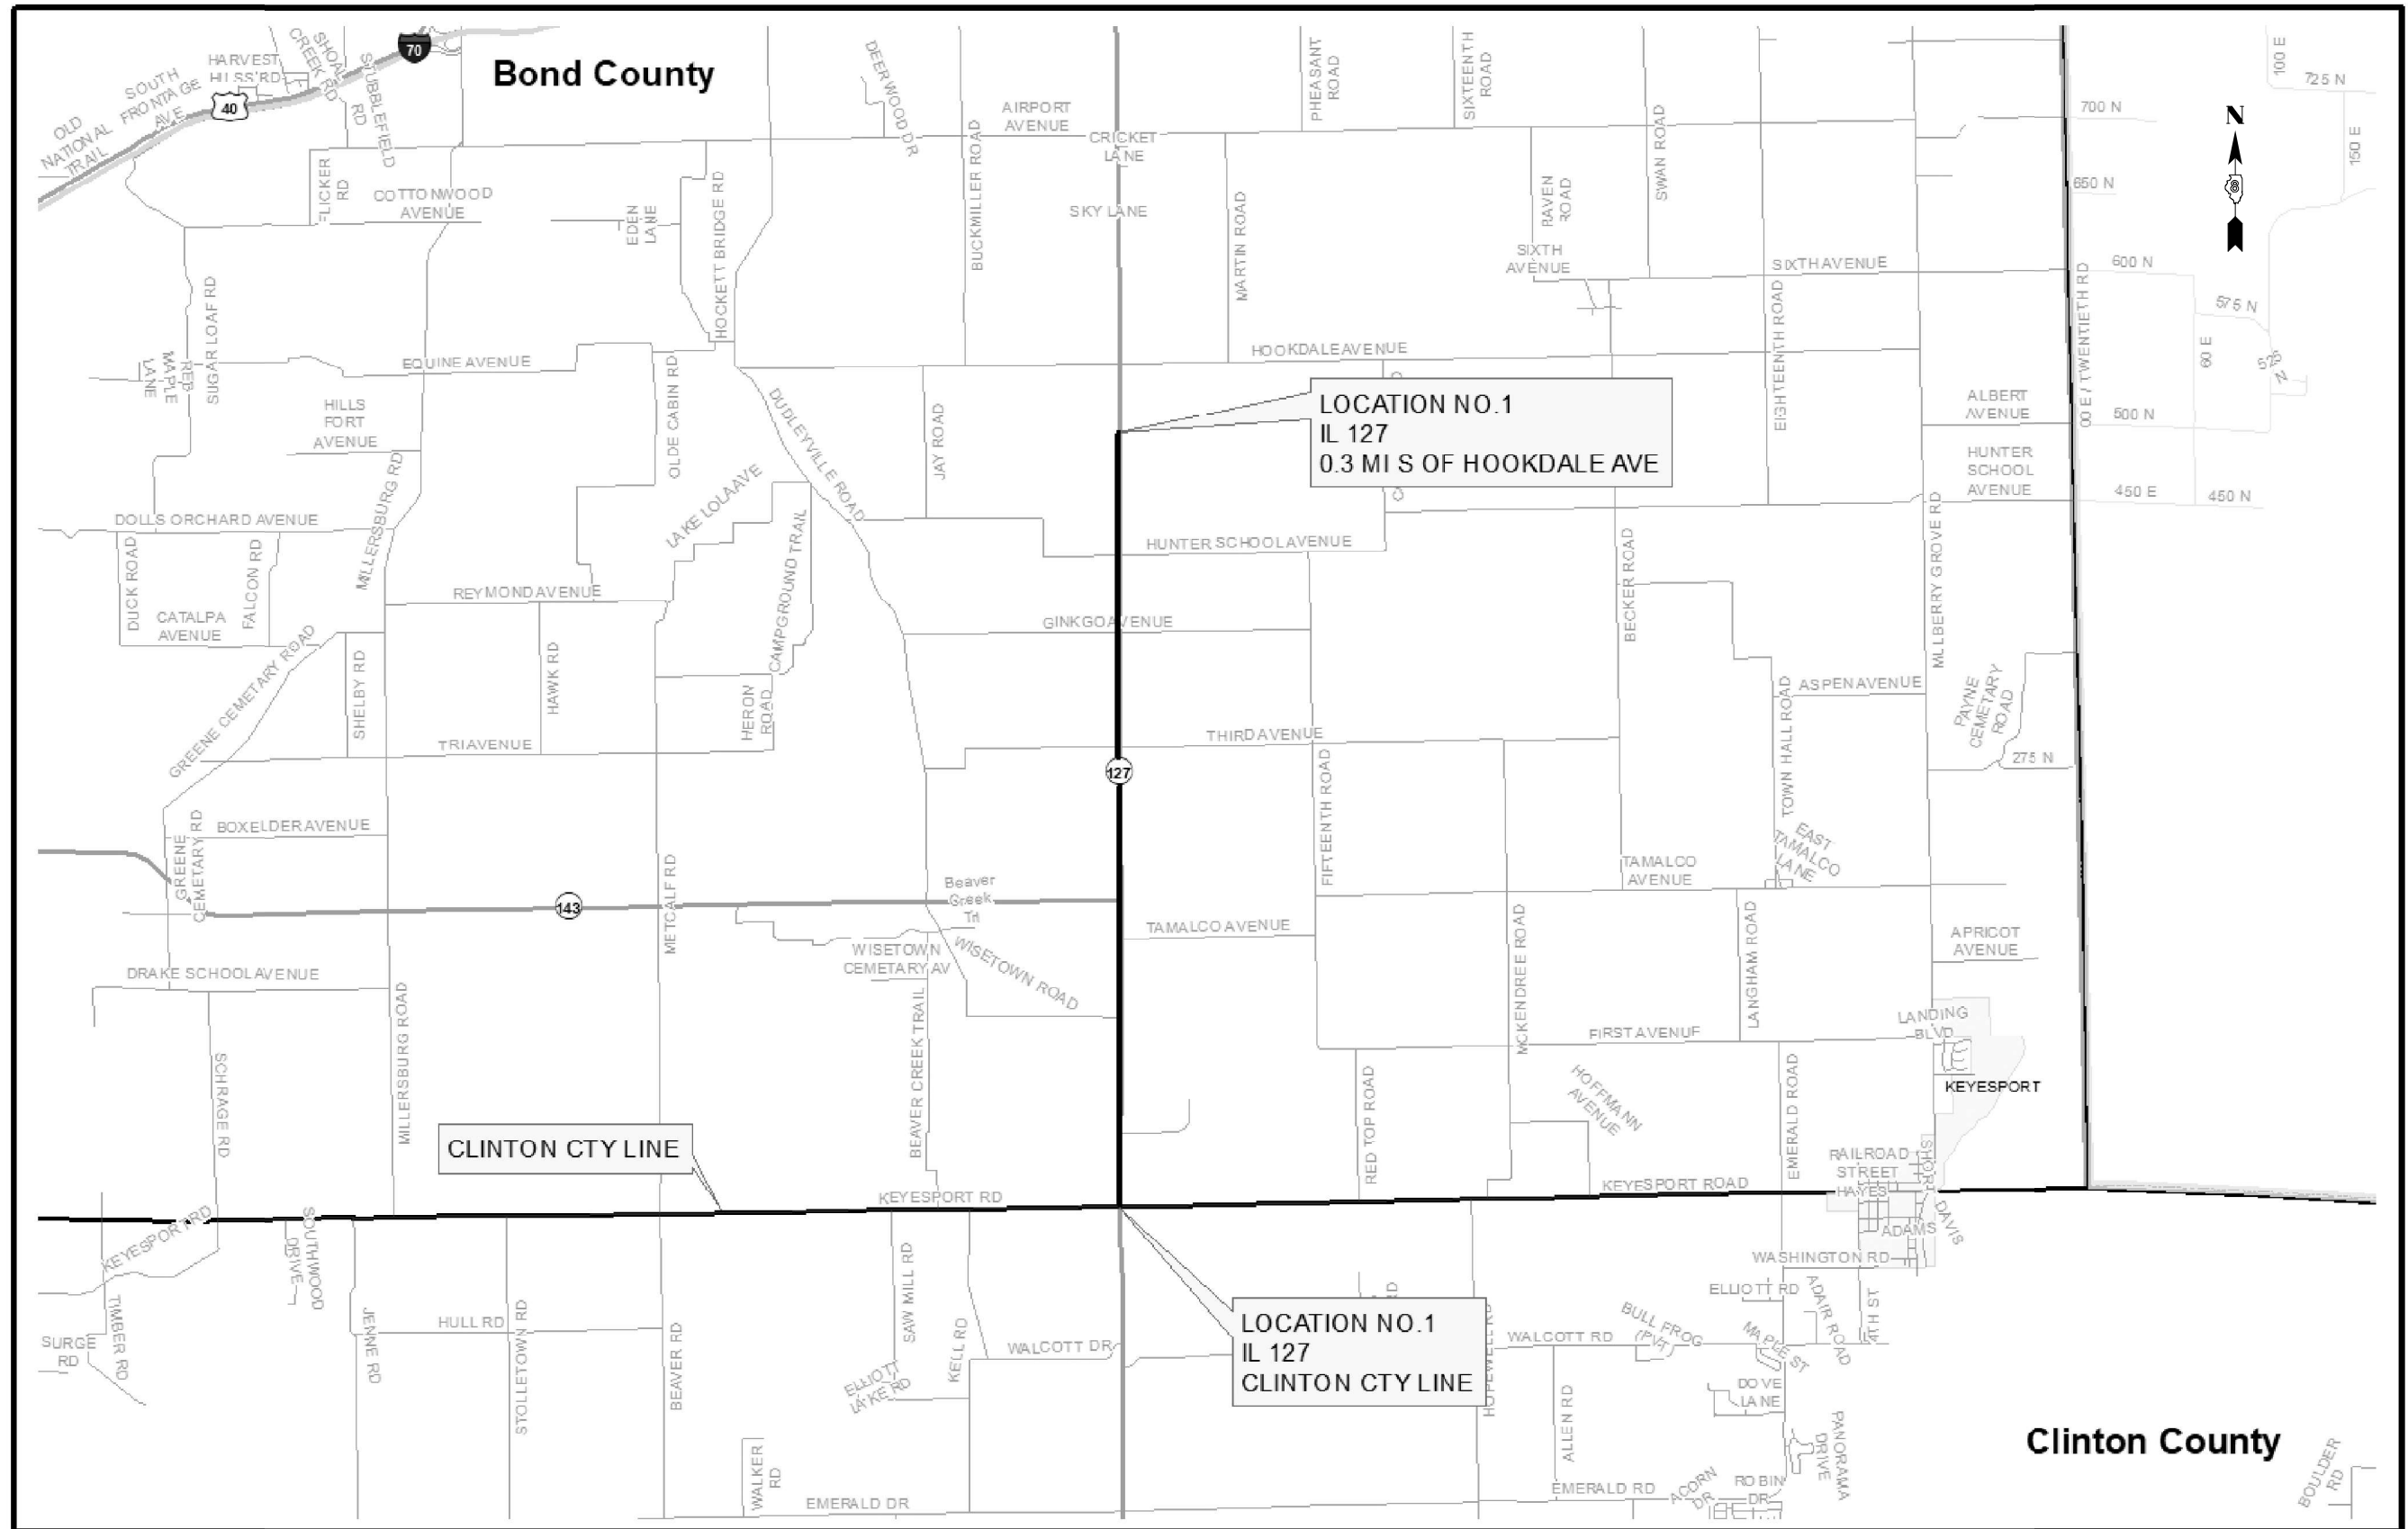 Bond County
70
40
HARVEST
HILLS RD
SHOAL
CREEK RD
STUBBLEFIELD
RD
SOUTH
FRONTAGE
AVE
OLD
NATIONAL
TRAIL
DEERWOOD DR
AIRPORT
AVENUE
CRICKET
LANE
PHEASANT
ROAD
SIXTEENTH
ROAD
SWAN ROAD
100 E
725 N
700 N
150 E
650 N
N
8
FLICKER
RD
COTTONWOOD
AVENUE
EDEN
LANE
HOCKETT BRIDGE RD
BUCKMILLER ROAD
SKY LANE
MARTIN ROAD
RAVEN
ROAD
SIXTH
AVENUE
SIXTH AVENUE
600 N
575 N
60 E
525
N
00 E / TWENTIETH RD
SUGAR LOAF RD
RED
MAPLE
LANE
EQUINE AVENUE
HOOKDALE AVENUE
EIGHTEENTH ROAD
LOCATION NO.1
IL 127
0.3 MI S OF HOOKDALE AVE
ALBERT
AVENUE
500 N
HILLS
FORT
AVENUE
OLDE CABIN RD
DUDLEYVILLE ROAD
JAY ROAD
HUNTER
SCHOOL
AVENUE
450 E
450 N
MILLERSBURG RD
LAKE LOLA AVE
DOLLS ORCHARD AVENUE
HUNTER SCHOOL AVENUE
DUCK ROAD
FALCON RD
CATALPA
AVENUE
REYMOND AVENUE
CAMPGROUND TRAIL
GINKGO AVENUE
BECKER ROAD
MULBERRY GROVE RD
GREENE CEMETARY ROAD
SHELBY RD
HAWK RD
HERON
ROAD
ASPEN AVENUE
PAYNE
CEMETARY
ROAD
TRI AVENUE
THIRD AVENUE
TOWN HALL ROAD
275 N
127
FIFTEENTH ROAD
BOXELDER AVENUE
GREENE
CEMETARY RD
METCALF RD
EAST
TAMALCO
LANE
TAMALCO
AVENUE
143
Beaver
Creek
Trl
TAMALCO AVENUE
WISETOWN
CEMETARY AV
WISETOWN ROAD
MCKENDREE ROAD
LANGHAM ROAD
APRICOT
AVENUE
DRAKE SCHOOL AVENUE
MILLERSBURG ROAD
BEAVER CREEK TRAIL
FIRST AVENUE
LANDING
BLVD
SCHRAGE RD
RED TOP ROAD
HOFFMANN
AVENUE
EMERALD ROAD
KEYESPORT
CLINTON CTY LINE
RAILROAD
STREET
HAYES
KEYESPORT RD
KEYESPORT ROAD
KEYESPORT RD
SOUTHWOOD
DRIVE
ADAMS
DAVIS
WASHINGTON RD
ELLIOTT RD
ADAIR ROAD
4TH ST
TIMBER RD
SURGE
RD
JENNE RD
HULL RD
STOLLETOWN RD
BEAVER RD
SAW MILL RD
KELL RD
WALCOTT DR
ELLIOTT
LAKE RD
LOCATION NO.1
IL 127
CLINTON CTY LINE
RD
HOPEWELL RD
WALCOTT RD
BULL FROG
(PVT)
MAPLE ST
DOVE
LANE
ALLEN RD
PANORAMA
DRIVE
Clinton County
WALKER
RD
EMERALD DR
EMERALD RD
ACORN
DR
ROBIN
DR
BOULDER
RD